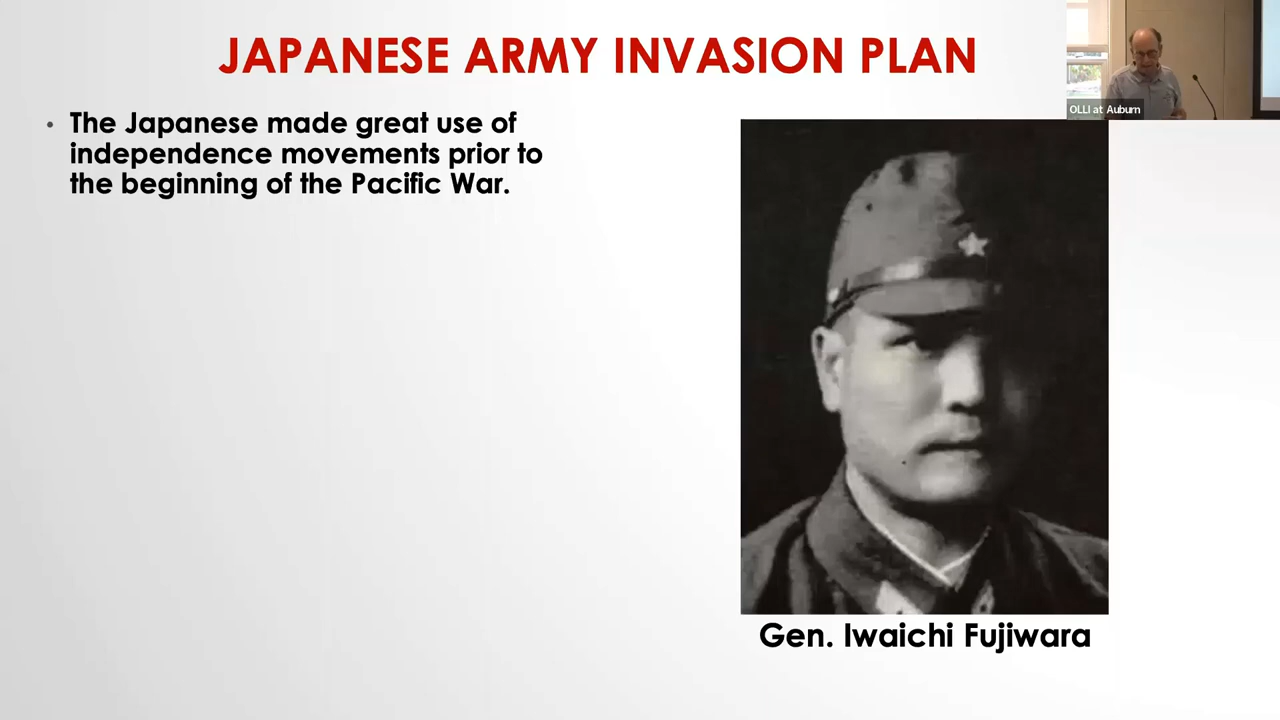 JAPANESE ARMY INVASION PLAN
OLLI at Auburn
• The Japanese made great use of
independence movements prior to
the beginning of the Pacific War.
Gen. Iwaichi Fujiwara